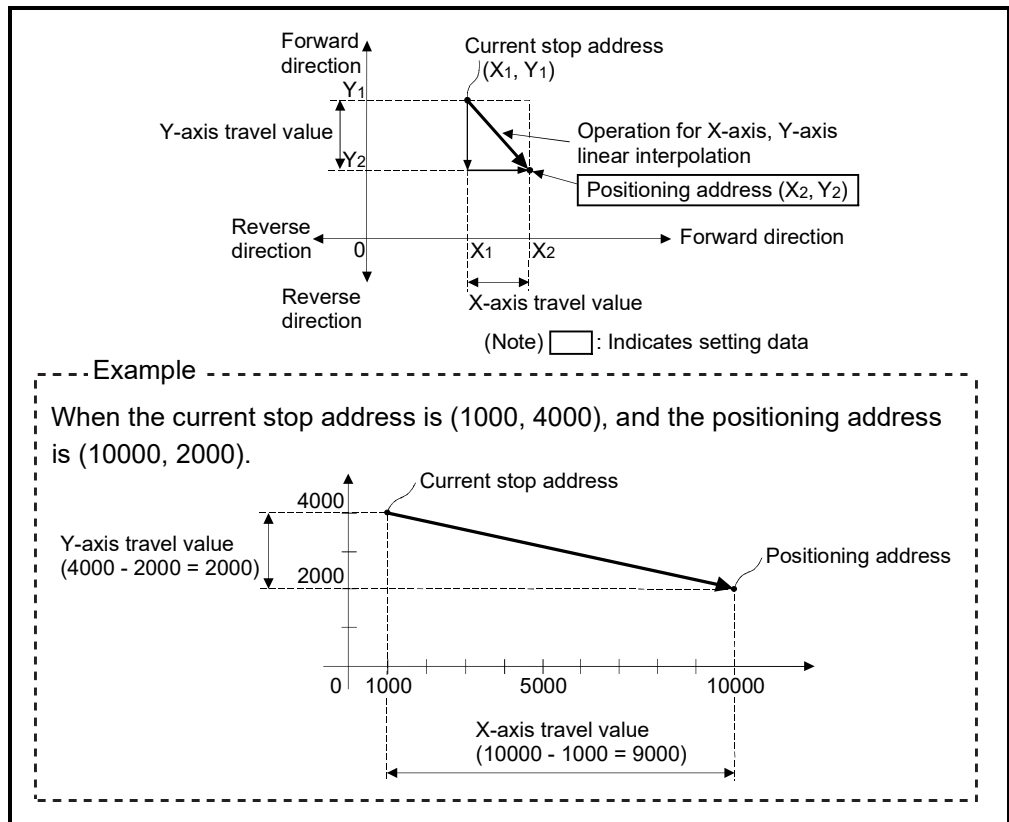 Forward
direction
Current stop address
(X1, Y1)
Y1
Y-axis travel value
Operation for X-axis, Y-axis
linear interpolation
Y2
Positioning address (X2, Y2)
Reverse
direction
0
X1
X2
Forward direction
Reverse
direction
X-axis travel value
(Note) : Indicates setting data
Example
When the current stop address is (1000, 4000), and the positioning address
is (10000, 2000).
Current stop address
4000
Y-axis travel value
(4000 - 2000 = 2000)
Positioning address
2000
0 1000 5000 10000
X-axis travel value
(10000 - 1000 = 9000)